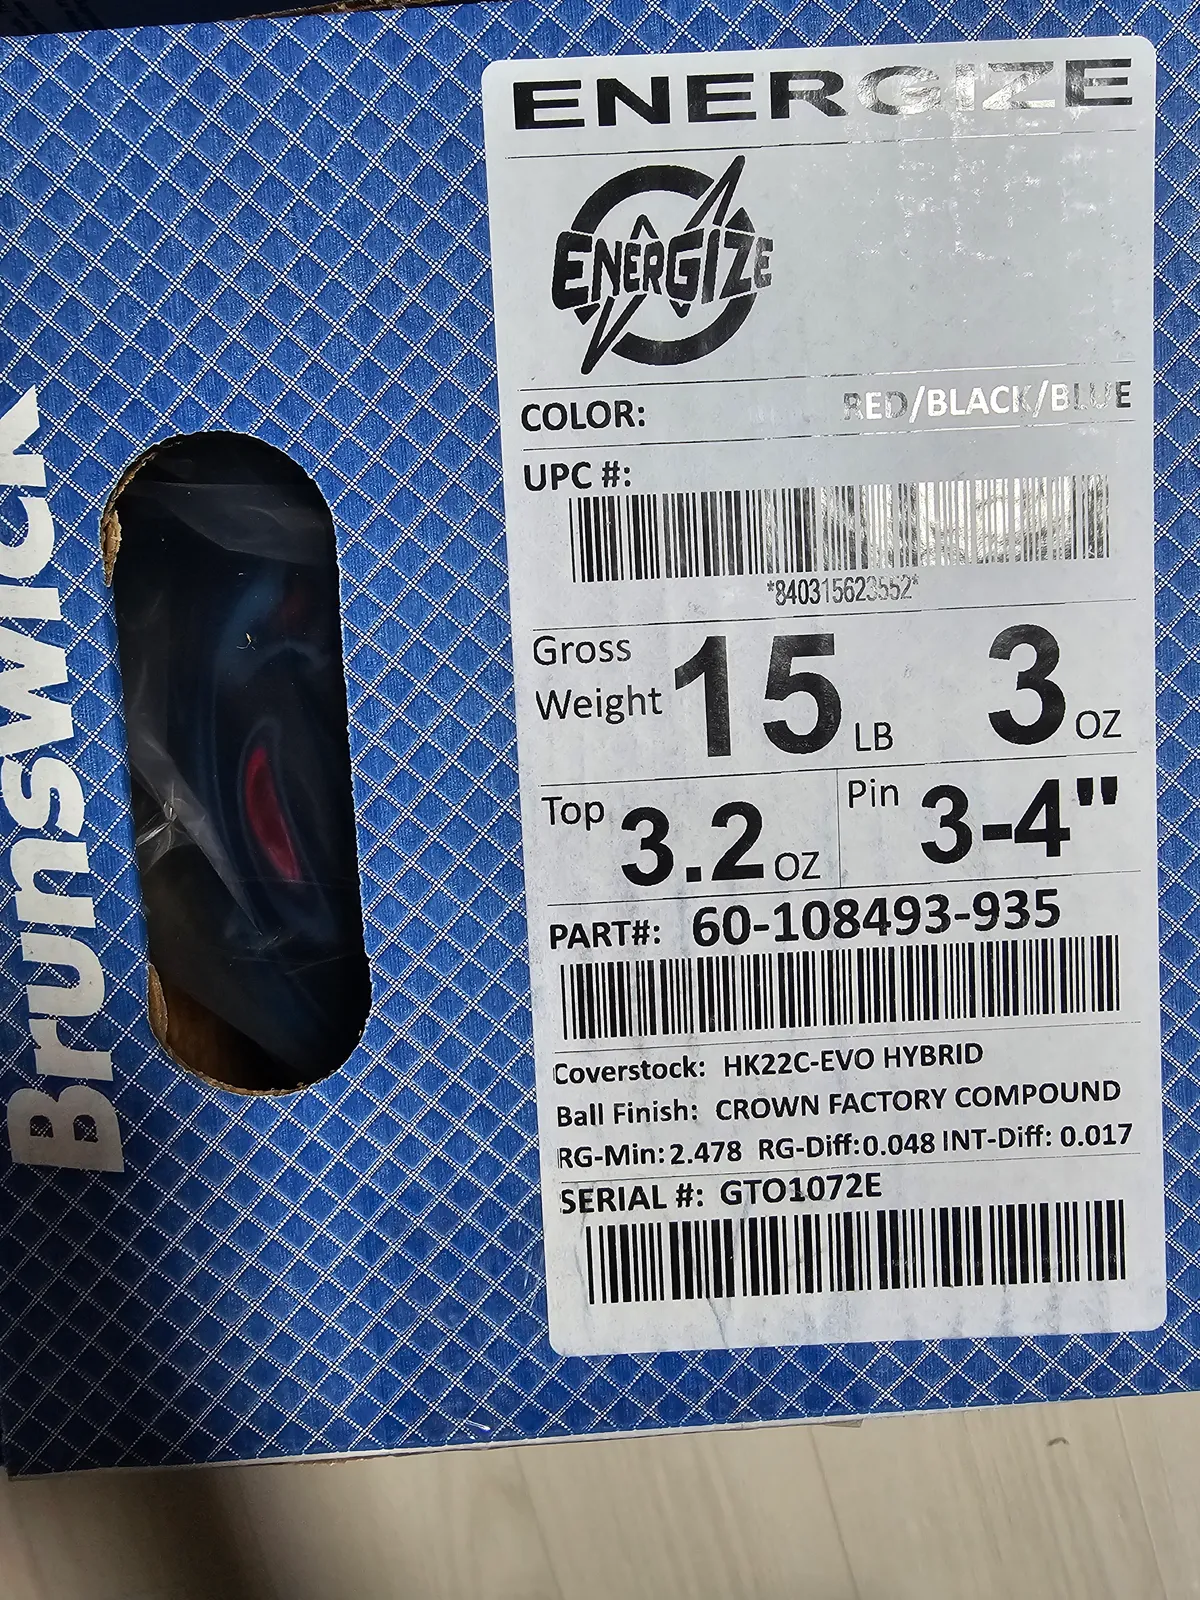 Brunswick
ENERGIZE
ENERGIZE
COLOR: RED/BLACK/BLUE
UPC #:
*840315623552*
Gross Weight 15 LB 3 OZ
Top 3.2 OZ Pin 3-4"
PART#: 60-108493-935
Coverstock: HK22C-EVO HYBRID
Ball Finish: CROWN FACTORY COMPOUND
RG-Min: 2.478 RG-Diff: 0.048 INT-Diff: 0.017
SERIAL #: GTO1072E